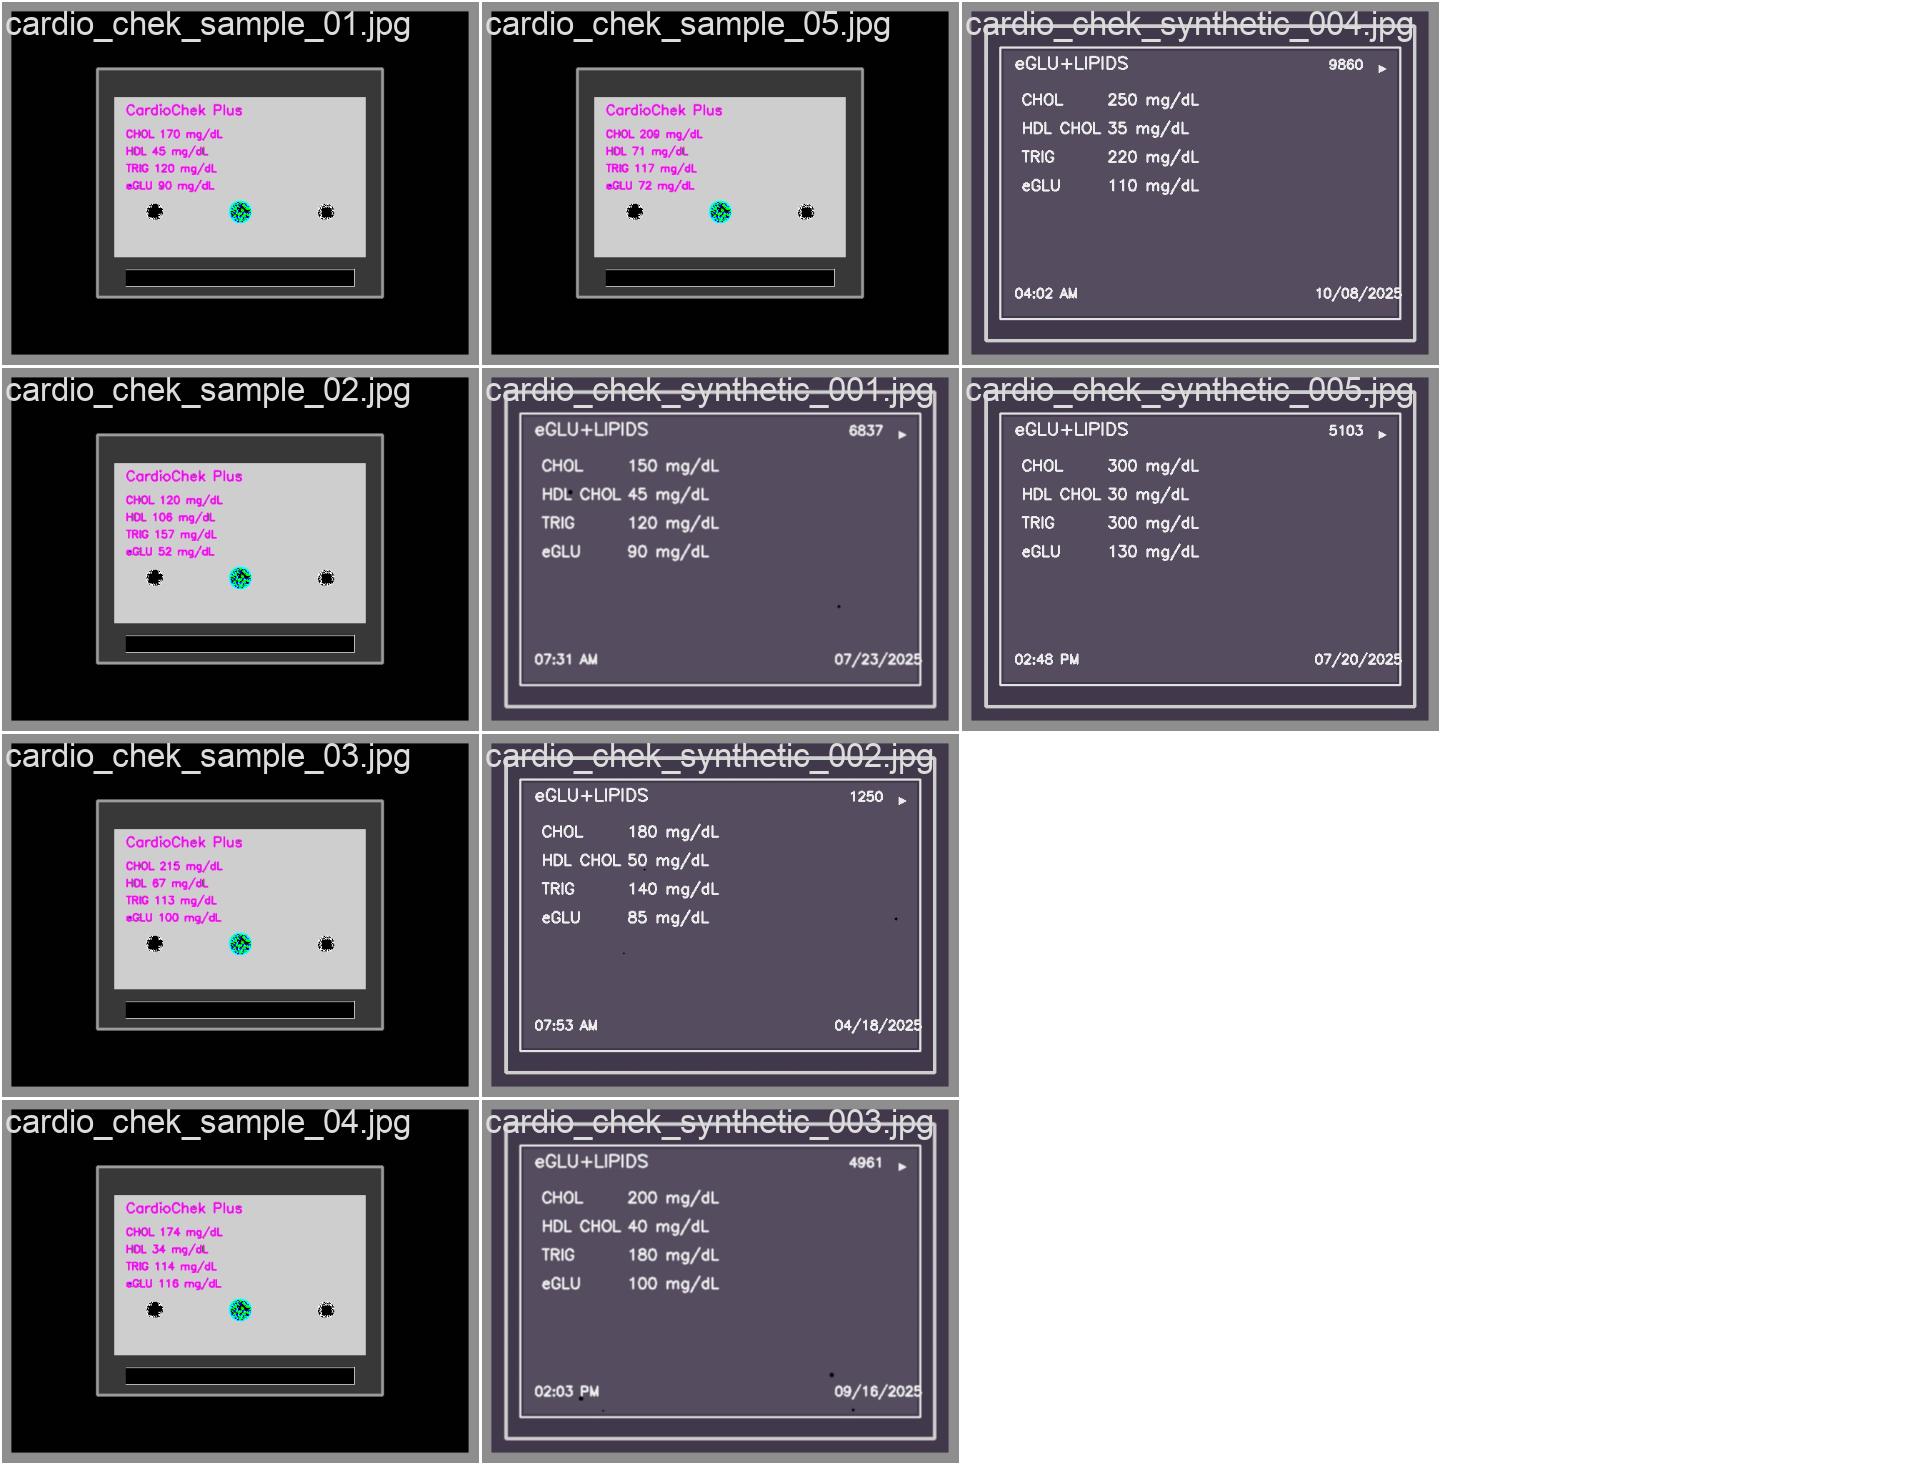 cardio_chek_sample_01.jpg
CardioChek Plus
CHOL 170 mg/dL
HDL 45 mg/dL
TRIG 120 mg/dL
eGLU 90 mg/dL
cardio_chek_sample_02.jpg
CardioChek Plus
CHOL 120 mg/dL
HDL 106 mg/dL
TRIG 157 mg/dL
eGLU 52 mg/dL
cardio_chek_sample_03.jpg
CardioChek Plus
CHOL 215 mg/dL
HDL 67 mg/dL
TRIG 113 mg/dL
eGLU 100 mg/dL
cardio_chek_sample_04.jpg
CardioChek Plus
CHOL 174 mg/dL
HDL 34 mg/dL
TRIG 114 mg/dL
eGLU 116 mg/dL
cardio_chek_sample_05.jpg
CardioChek Plus
CHOL 209 mg/dL
HDL 71 mg/dL
TRIG 117 mg/dL
eGLU 72 mg/dL
cardio_chek_synthetic_001.jpg
eGLU+LIPIDS 6837
CHOL 150 mg/dL
HDL CHOL 45 mg/dL
TRIG 120 mg/dL
eGLU 90 mg/dL
07:31 AM 07/23/2025
cardio_chek_synthetic_002.jpg
eGLU+LIPIDS 1250
CHOL 180 mg/dL
HDL CHOL 50 mg/dL
TRIG 140 mg/dL
eGLU 85 mg/dL
07:53 AM 04/18/2025
cardio_chek_synthetic_003.jpg
eGLU+LIPIDS 4961
CHOL 200 mg/dL
HDL CHOL 40 mg/dL
TRIG 180 mg/dL
eGLU 100 mg/dL
02:03 PM 09/16/2025
cardio_chek_synthetic_004.jpg
eGLU+LIPIDS 9860
CHOL 250 mg/dL
HDL CHOL 35 mg/dL
TRIG 220 mg/dL
eGLU 110 mg/dL
04:02 AM 10/08/2025
cardio_chek_synthetic_005.jpg
eGLU+LIPIDS 5103
CHOL 300 mg/dL
HDL CHOL 30 mg/dL
TRIG 300 mg/dL
eGLU 130 mg/dL
02:48 PM 07/20/2025